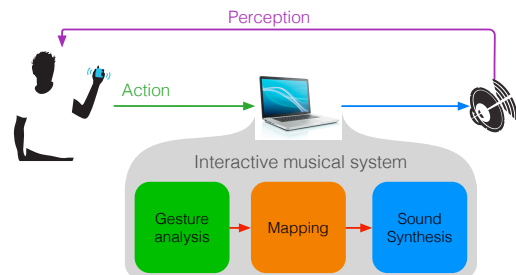 Perception
Action
Interactive musical system
Gesture
analysis
Mapping
Sound
Synthesis